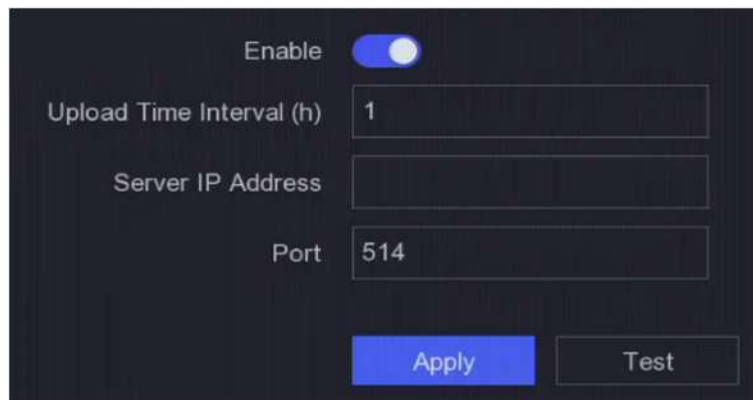 Enable
Upload Time Interval (h) 1
Server IP Address
Port 514
Apply Test